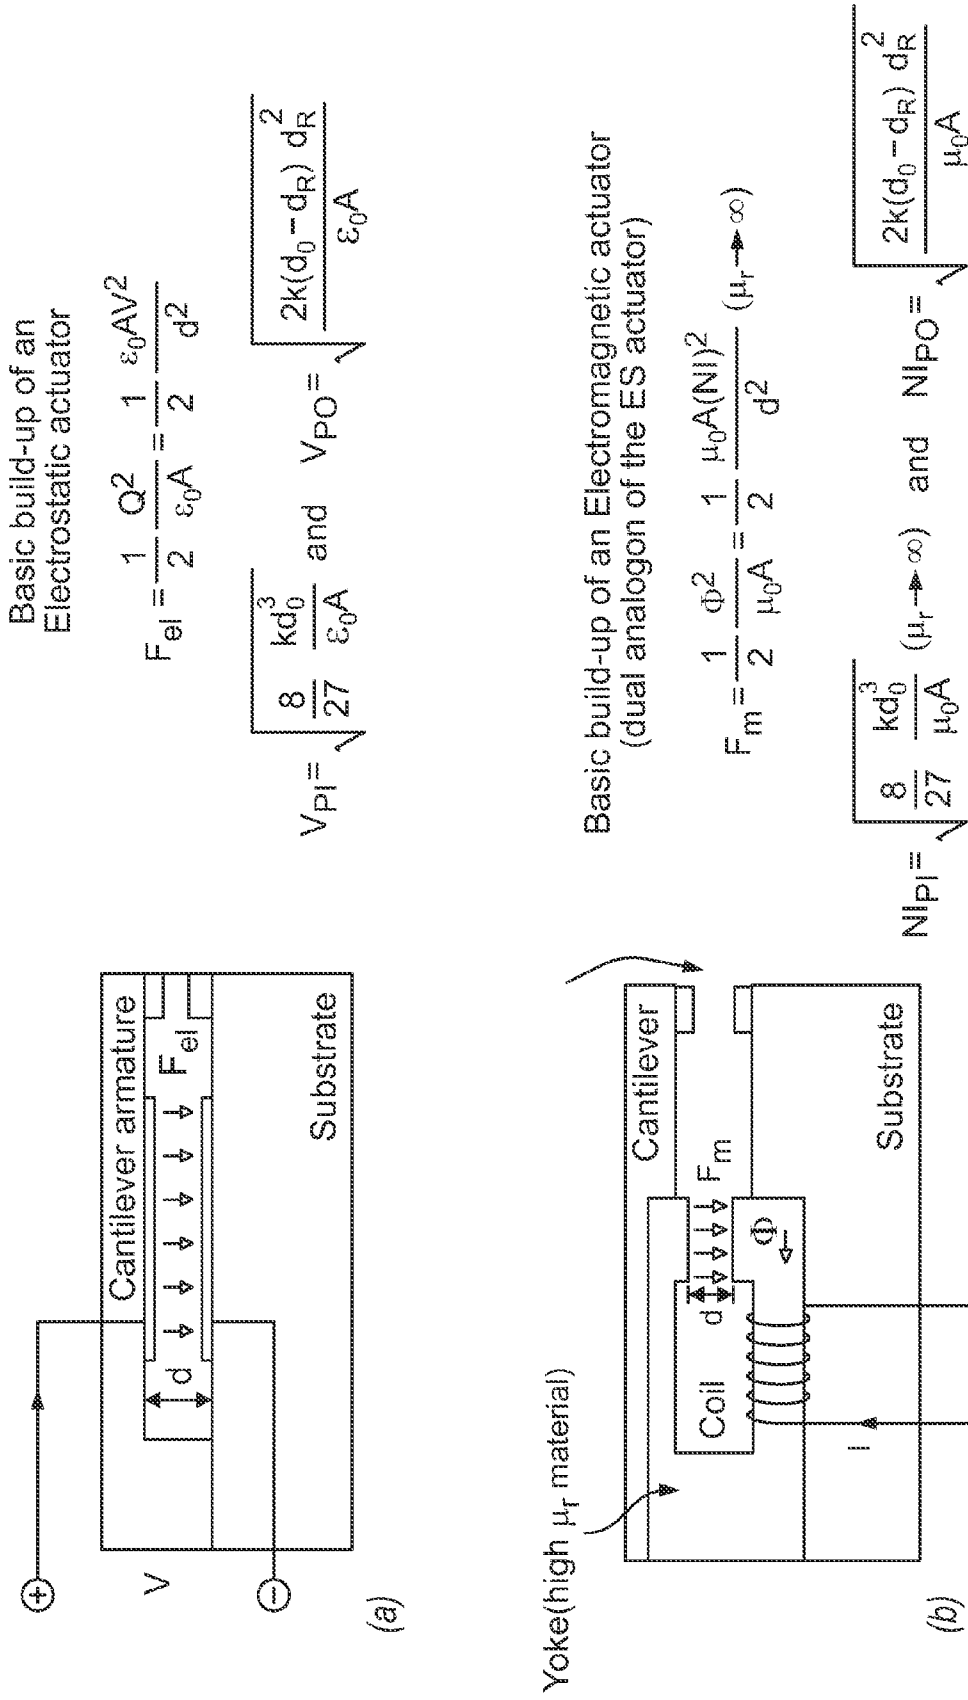 Basic build-up of an
Electrostatic actuator
F_el = 1/2 Q²/ε₀A = 1/2 ε₀AV²/d²
V_PI = √(8/27 kd₀³/ε₀A) and V_PO = √(2k(d₀–d_R) d_R²/ε₀A)
+
V
–
d
Cantilever armature
F_el
Substrate
(a)
Basic build-up of an Electromagnetic actuator
(dual analogon of the ES actuator)
F_m = 1/2 Φ²/μ₀A = 1/2 μ₀A(NI)²/d² (μ_r → ∞)
NI_PI = √(8/27 kd₀³/μ₀A) (μ_r → ∞) and NI_PO = √(2k(d₀–d_R) d_R²/μ₀A)
Yoke(high μ_r material)
Cantilever
Coil
d
F_m
Φ
I
Substrate
(b)